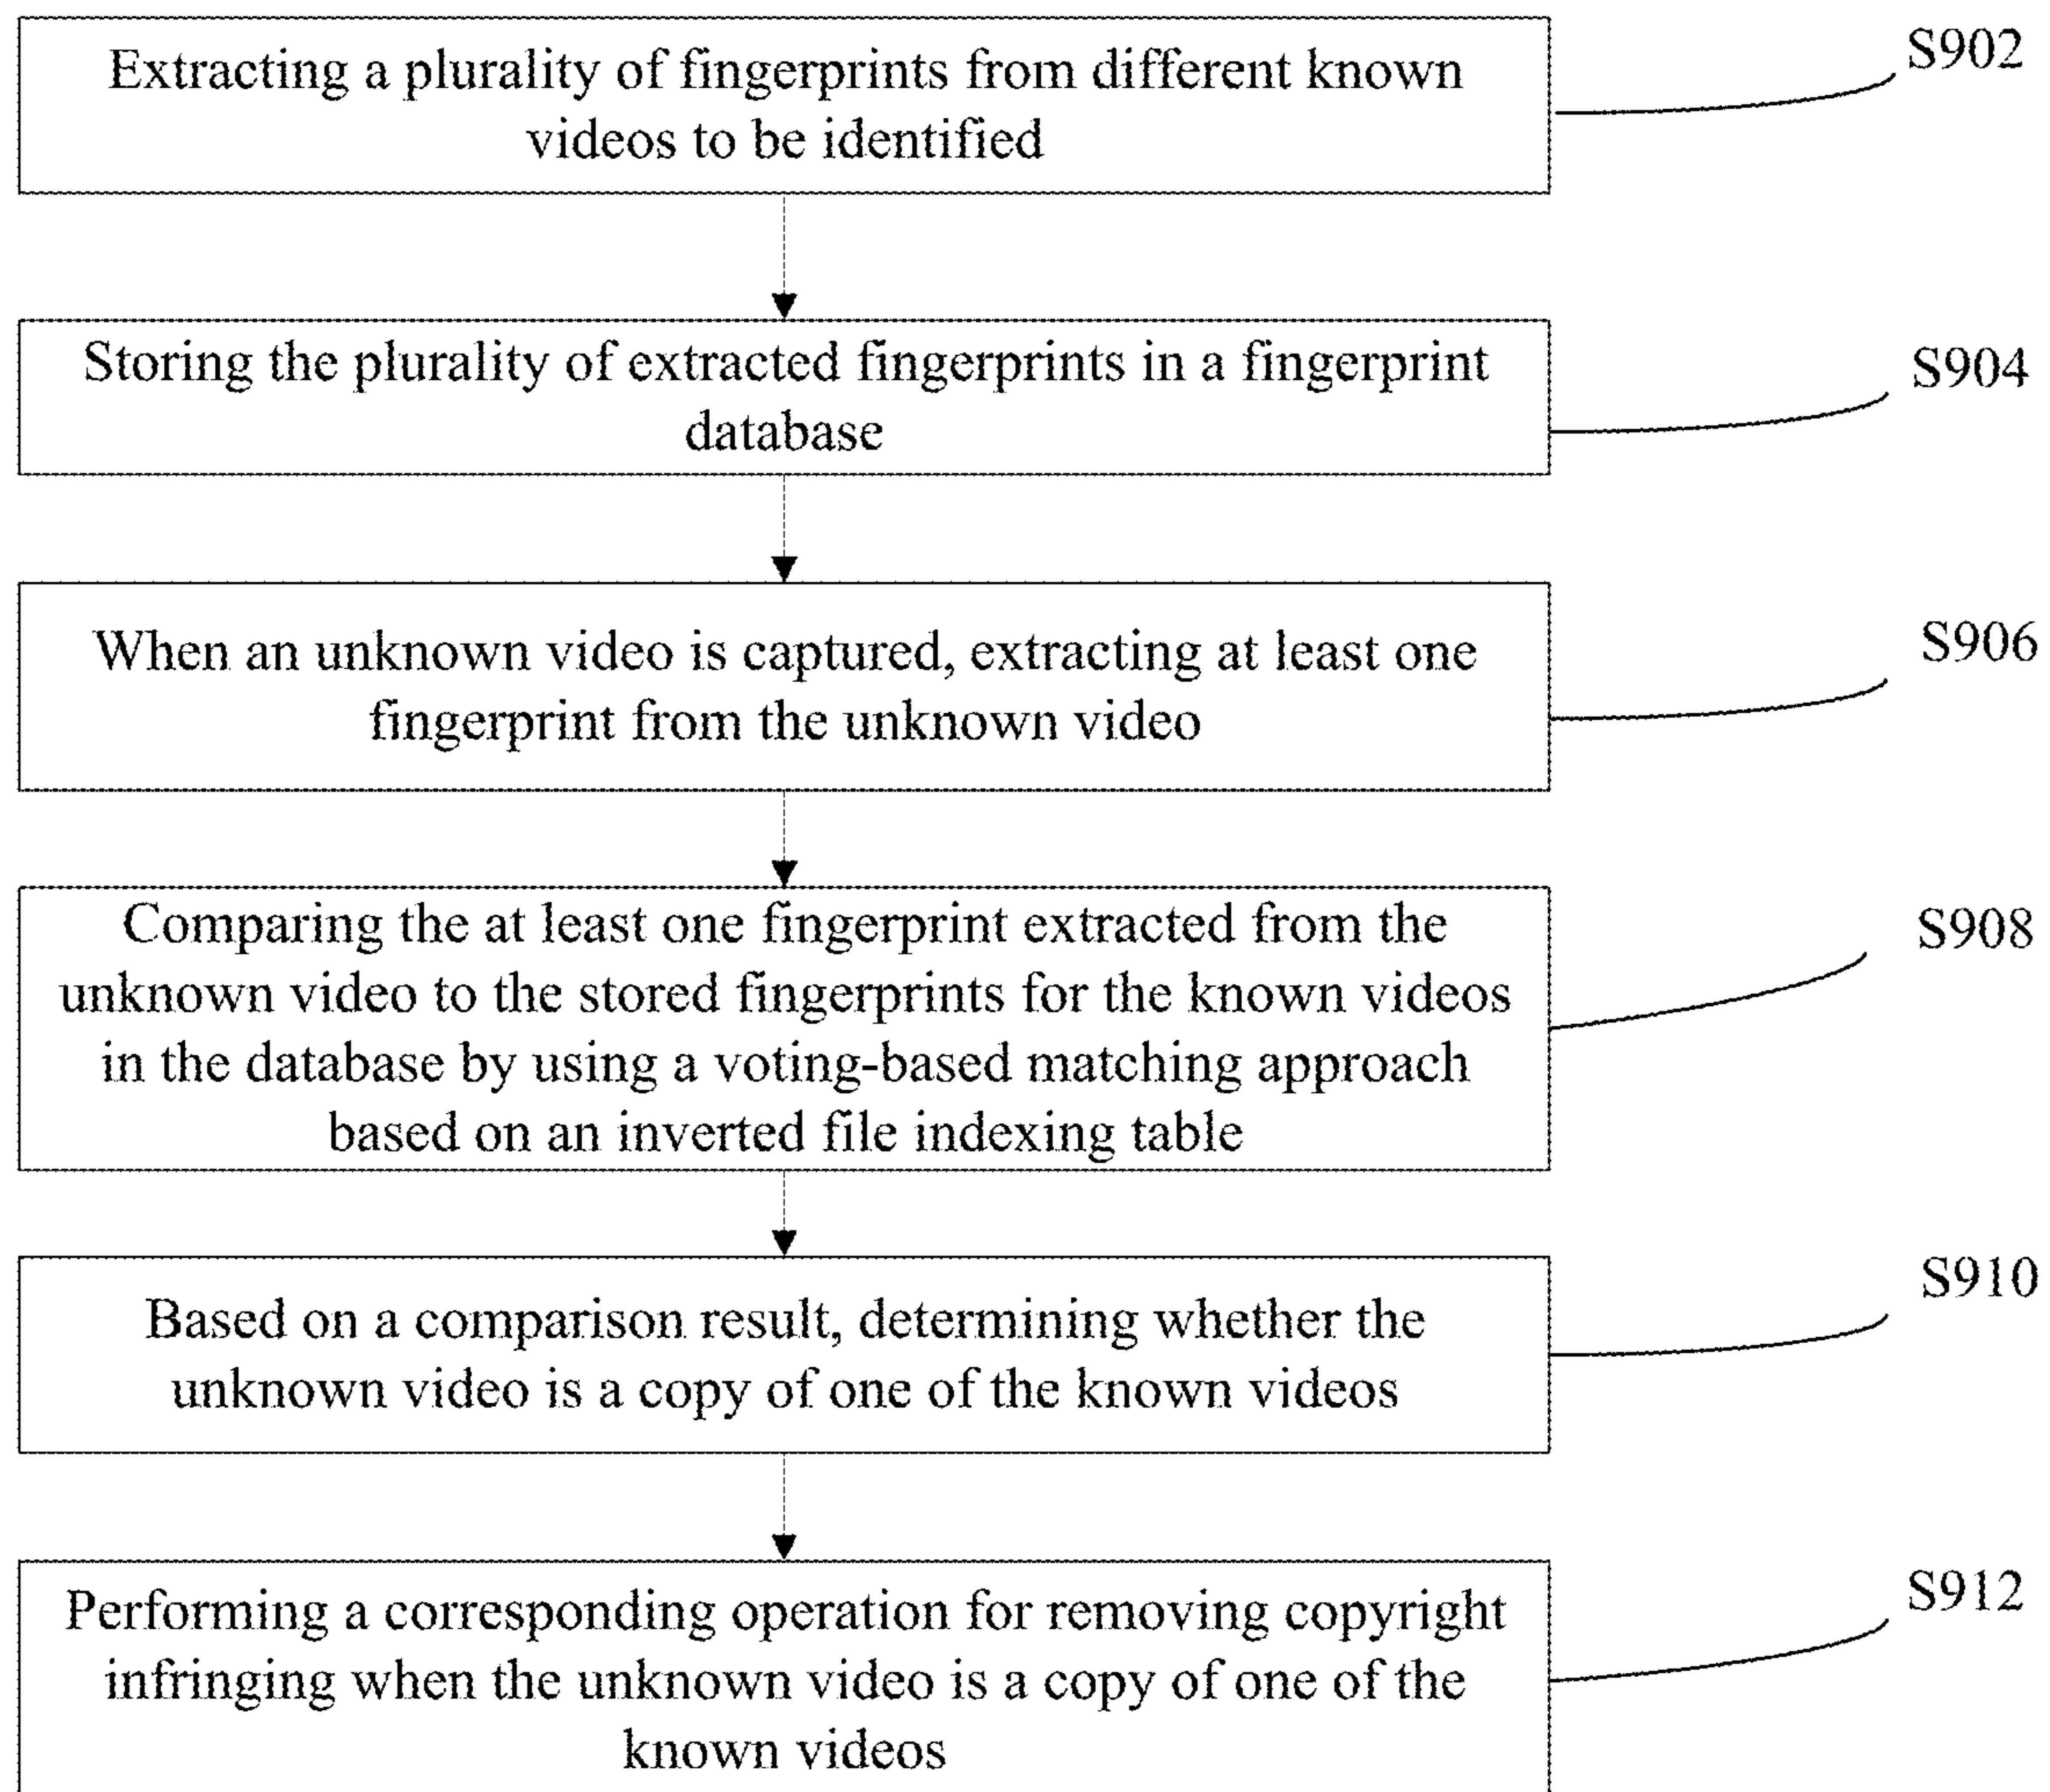 Extracting a plurality of fingerprints from different known
videos to be identified
S902
Storing the plurality of extracted fingerprints in a fingerprint
database
S904
When an unknown video is captured, extracting at least one
fingerprint from the unknown video
S906
Comparing the at least one fingerprint extracted from the
unknown video to the stored fingerprints for the known videos
in the database by using a voting-based matching approach
based on an inverted file indexing table
S908
Based on a comparison result, determining whether the
unknown video is a copy of one of the known videos
S910
Performing a corresponding operation for removing copyright
infringing when the unknown video is a copy of one of the
known videos
S912